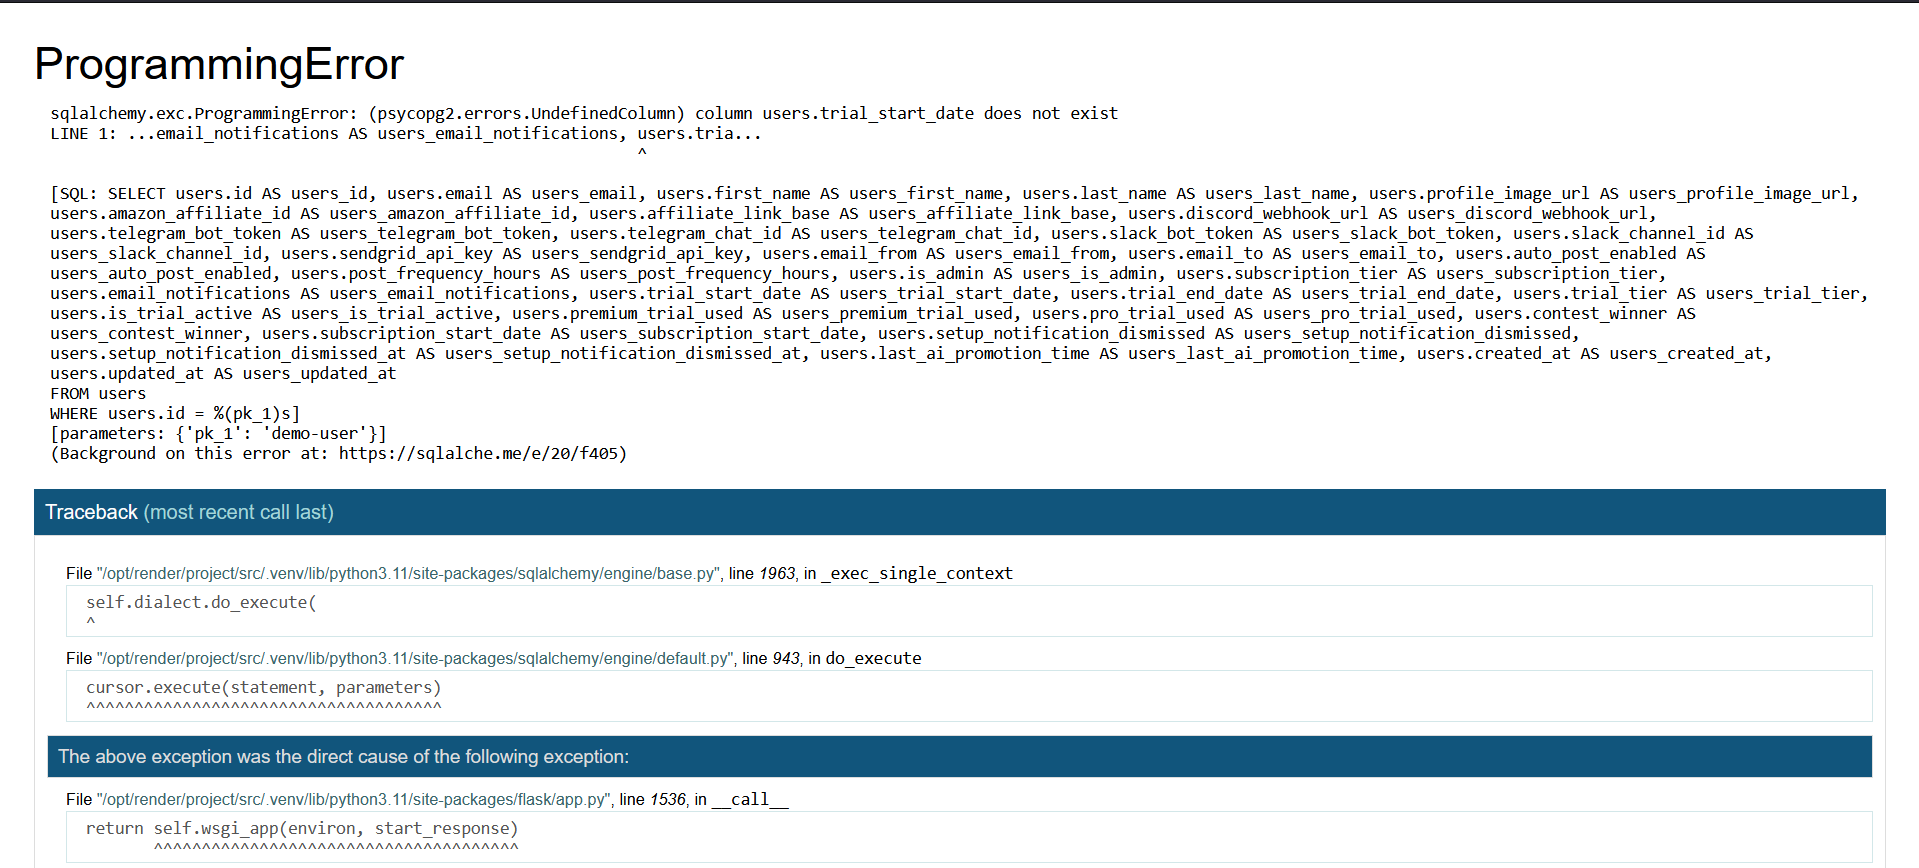 ProgrammingError
sqlalchemy.exc.ProgrammingError: (psycopg2.errors.UndefinedColumn) column users.trial_start_date does not exist
LINE 1: ...email_notifications AS users_email_notifications, users.tria...
^
[SQL: SELECT users.id AS users_id, users.email AS users_email, users.first_name AS users_first_name, users.last_name AS users_last_name, users.profile_image_url AS users_profile_image_url,
users.amazon_affiliate_id AS users_amazon_affiliate_id, users.affiliate_link_base AS users_affiliate_link_base, users.discord_webhook_url AS users_discord_webhook_url,
users.telegram_bot_token AS users_telegram_bot_token, users.telegram_chat_id AS users_telegram_chat_id, users.slack_bot_token AS users_slack_bot_token, users.slack_channel_id AS
users_slack_channel_id, users.sendgrid_api_key AS users_sendgrid_api_key, users.email_from AS users_email_from, users.email_to AS users_email_to, users.auto_post_enabled AS
users_auto_post_enabled, users.post_frequency_hours AS users_post_frequency_hours, users.is_admin AS users_is_admin, users.subscription_tier AS users_subscription_tier,
users.email_notifications AS users_email_notifications, users.trial_start_date AS users_trial_start_date, users.trial_end_date AS users_trial_end_date, users.trial_tier AS users_trial_tier,
users.is_trial_active AS users_is_trial_active, users.premium_trial_used AS users_premium_trial_used, users.pro_trial_used AS users_pro_trial_used, users.contest_winner AS
users_contest_winner, users.subscription_start_date AS users_subscription_start_date, users.setup_notification_dismissed AS users_setup_notification_dismissed,
users.setup_notification_dismissed_at AS users_setup_notification_dismissed_at, users.last_ai_promotion_time AS users_last_ai_promotion_time, users.created_at AS users_created_at,
users.updated_at AS users_updated_at
FROM users
WHERE users.id = %(pk_1)s]
[parameters: {'pk_1': 'demo-user'}]
(Background on this error at: https://sqlalche.me/e/20/f405)
Traceback (most recent call last)
File "/opt/render/project/src/.venv/lib/python3.11/site-packages/sqlalchemy/engine/base.py", line 1963, in _exec_single_context
self.dialect.do_execute(
^
File "/opt/render/project/src/.venv/lib/python3.11/site-packages/sqlalchemy/engine/default.py", line 943, in do_execute
cursor.execute(statement, parameters)
^^^^^^^^^^^^^^^^^^^^^^^^^^^^^^^^^^^^^
The above exception was the direct cause of the following exception:
File "/opt/render/project/src/.venv/lib/python3.11/site-packages/flask/app.py", line 1536, in __call__
return self.wsgi_app(environ, start_response)
^^^^^^^^^^^^^^^^^^^^^^^^^^^^^^^^^^^^^^